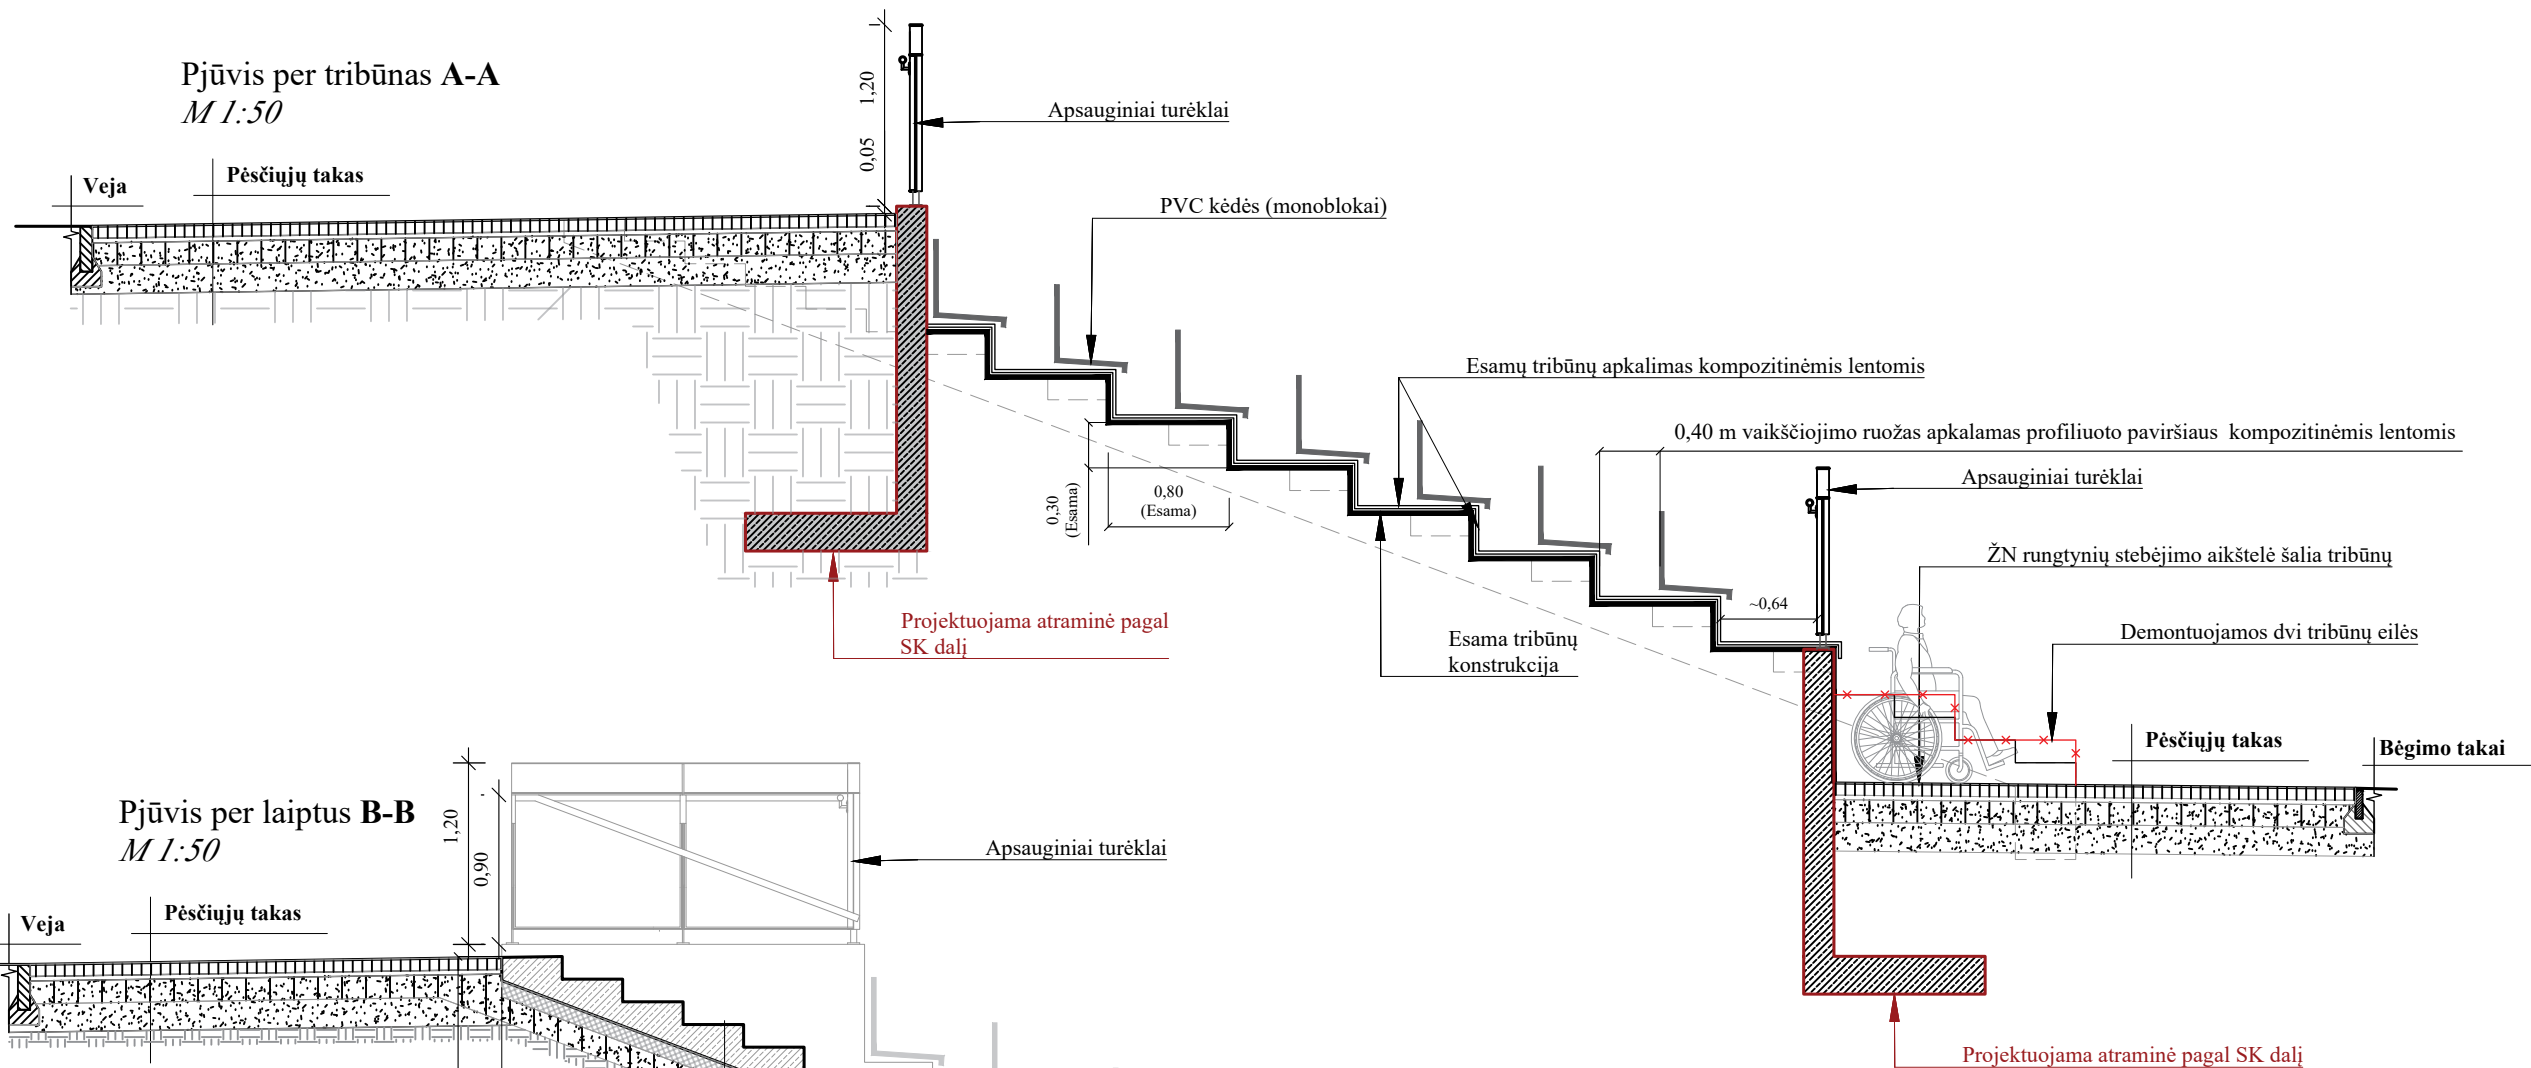 Pjūvis per tribūnas A-A
M 1:50
Veja
Pėsčiųjų takas
1,20
0,05
Apsauginiai turėklai
PVC kėdės (monoblokai)
Esamų tribūnų apkalimas kompozitinėmis lentomis
0,40 m vaikščiojimo ruožas apkalamas profiliuoto paviršiaus kompozitinėmis lentomis
Apsauginiai turėklai
0,30
(Esama)
0,80
(Esama)
ŽN rungtynių stebėjimo aikštelė šalia tribūnų
~0,64
Projektuojama atraminė pagal
SK dalį
Esama tribūnų
konstrukcija
Demontuojamos dvi tribūnų eilės
Pėsčiųjų takas
Bėgimo takai
Projektuojama atraminė pagal SK dalį
Pjūvis per laiptus B-B
M 1:50
1,20
0,90
Apsauginiai turėklai
Veja
Pėsčiųjų takas